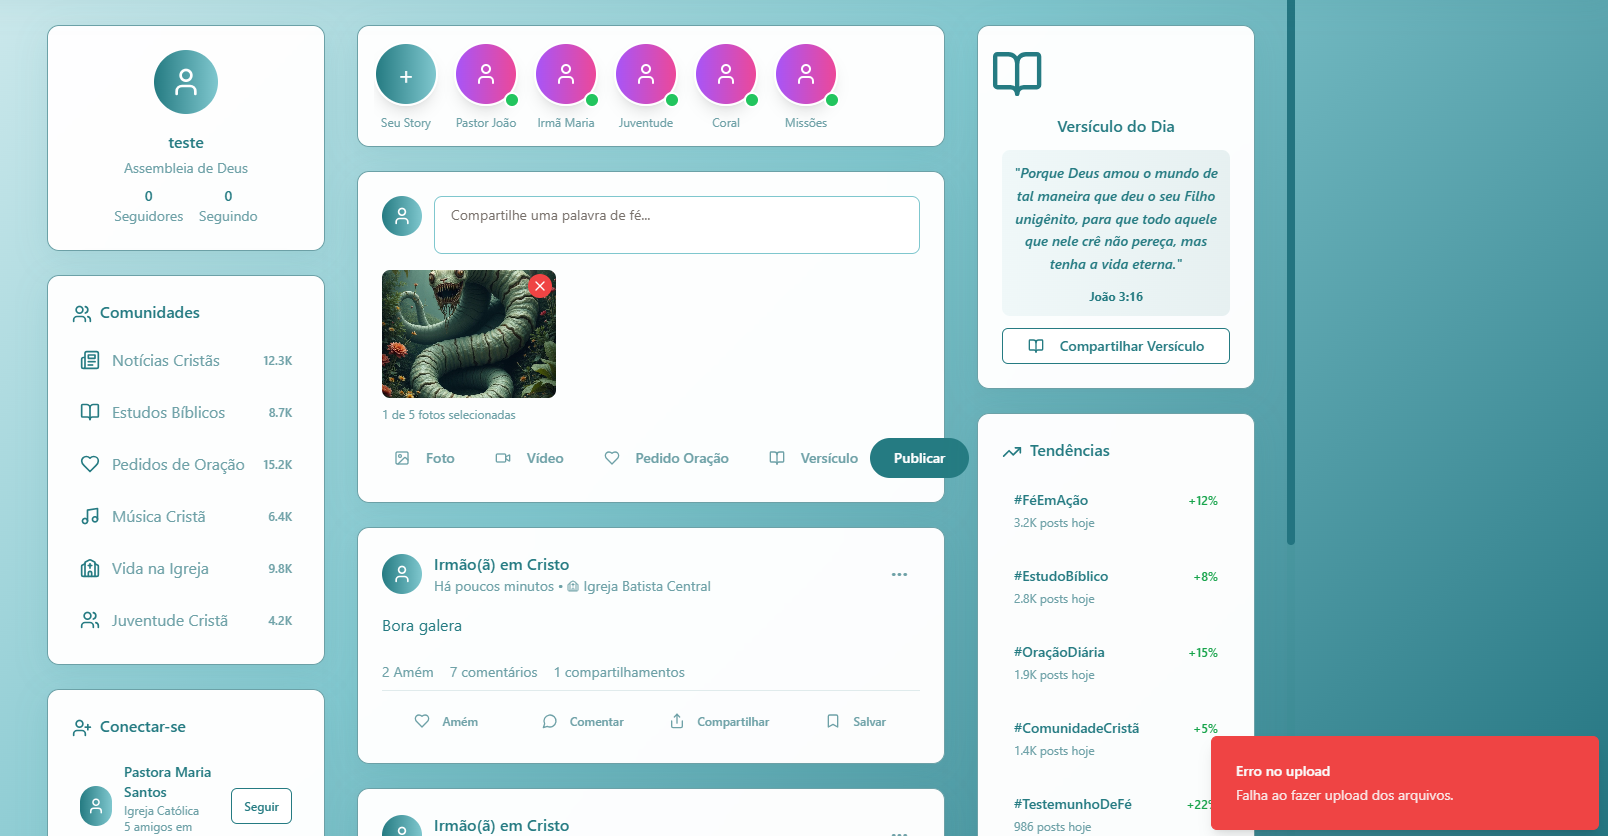 teste
Assembleia de Deus
0 0
Seguidores Seguindo
Comunidades
Notícias Cristãs 12.3K
Estudos Bíblicos 8.7K
Pedidos de Oração 15.2K
Música Cristã 6.4K
Vida na Igreja 9.8K
Juventude Cristã 4.2K
Conectar-se
Pastora Maria
Santos
Igreja Católica
5 amigos em
Seguir
+
Seu Story Pastor João Irmã Maria Juventude Coral Missões
Compartilhe uma palavra de fé...
1 de 5 fotos selecionadas
Foto Vídeo Pedido Oração Versículo Publicar
Irmão(ã) em Cristo
Há poucos minutos • Igreja Batista Central
Bora galera
2 Amém 7 comentários 1 compartilhamentos
Amém Comentar Compartilhar Salvar
Irmão(ã) em Cristo
Versículo do Dia
"Porque Deus amou o mundo de
tal maneira que deu o seu Filho
unigênito, para que todo aquele
que nele crê não pereça, mas
tenha a vida eterna."
João 3:16
Compartilhar Versículo
Tendências
#FéEmAção +12%
3.2K posts hoje
#EstudoBíblico +8%
2.8K posts hoje
#OraçãoDiária +15%
1.9K posts hoje
#ComunidadeCristã +5%
1.4K posts hoje
#TestemunhoDeFé +22
986 posts hoje
Erro no upload
Falha ao fazer upload dos arquivos.